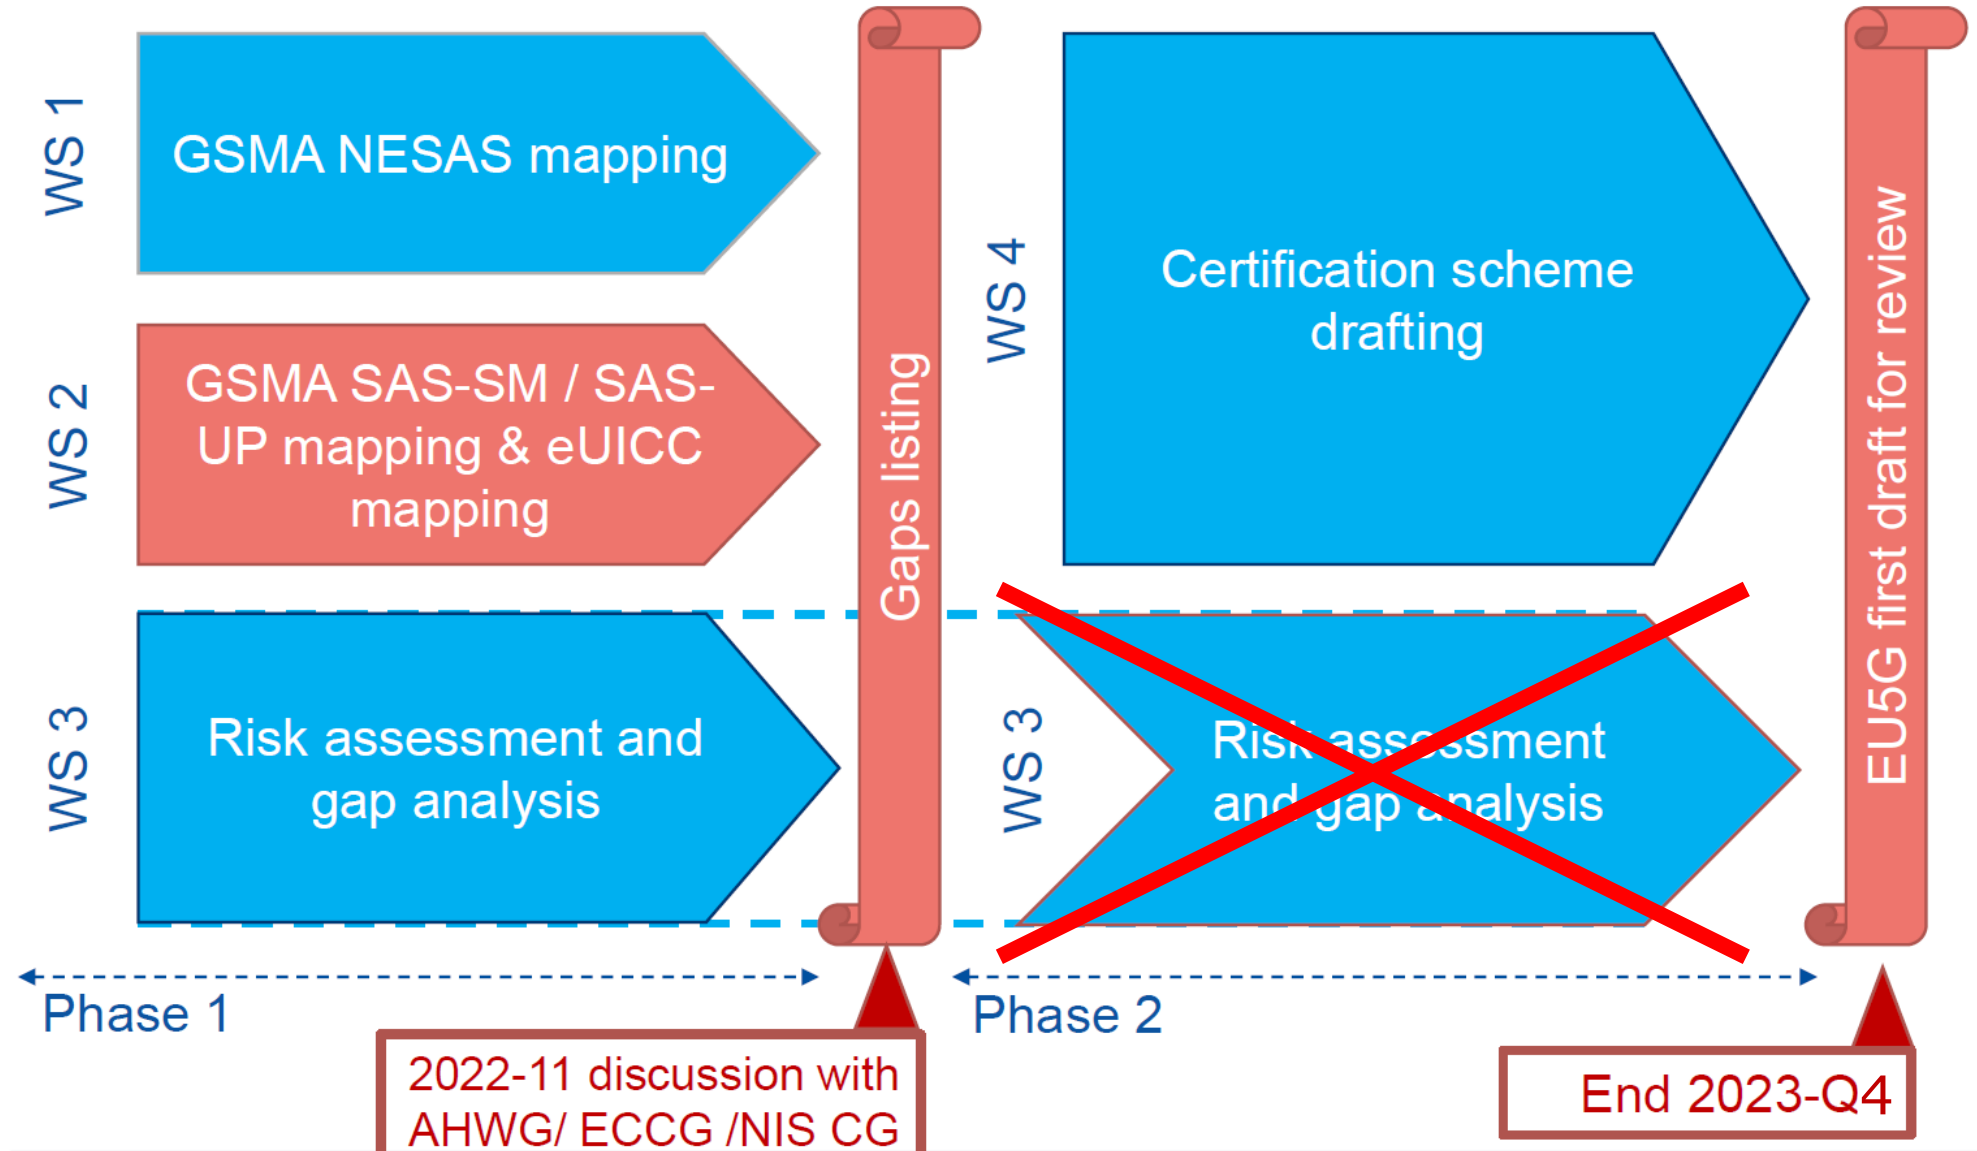 WS 1
GSMA NESAS mapping
WS 2
GSMA SAS-SM / SAS-
UP mapping & eUICC
mapping
WS 3
Risk assessment and
gap analysis
Gaps listing
WS 4
Certification scheme
drafting
WS 3
Risk assessment
and gap analysis
EU5G first draft for review
Phase 1
Phase 2
2022-11 discussion with
AHWG/ ECCG /NIS CG
End 2023-Q4